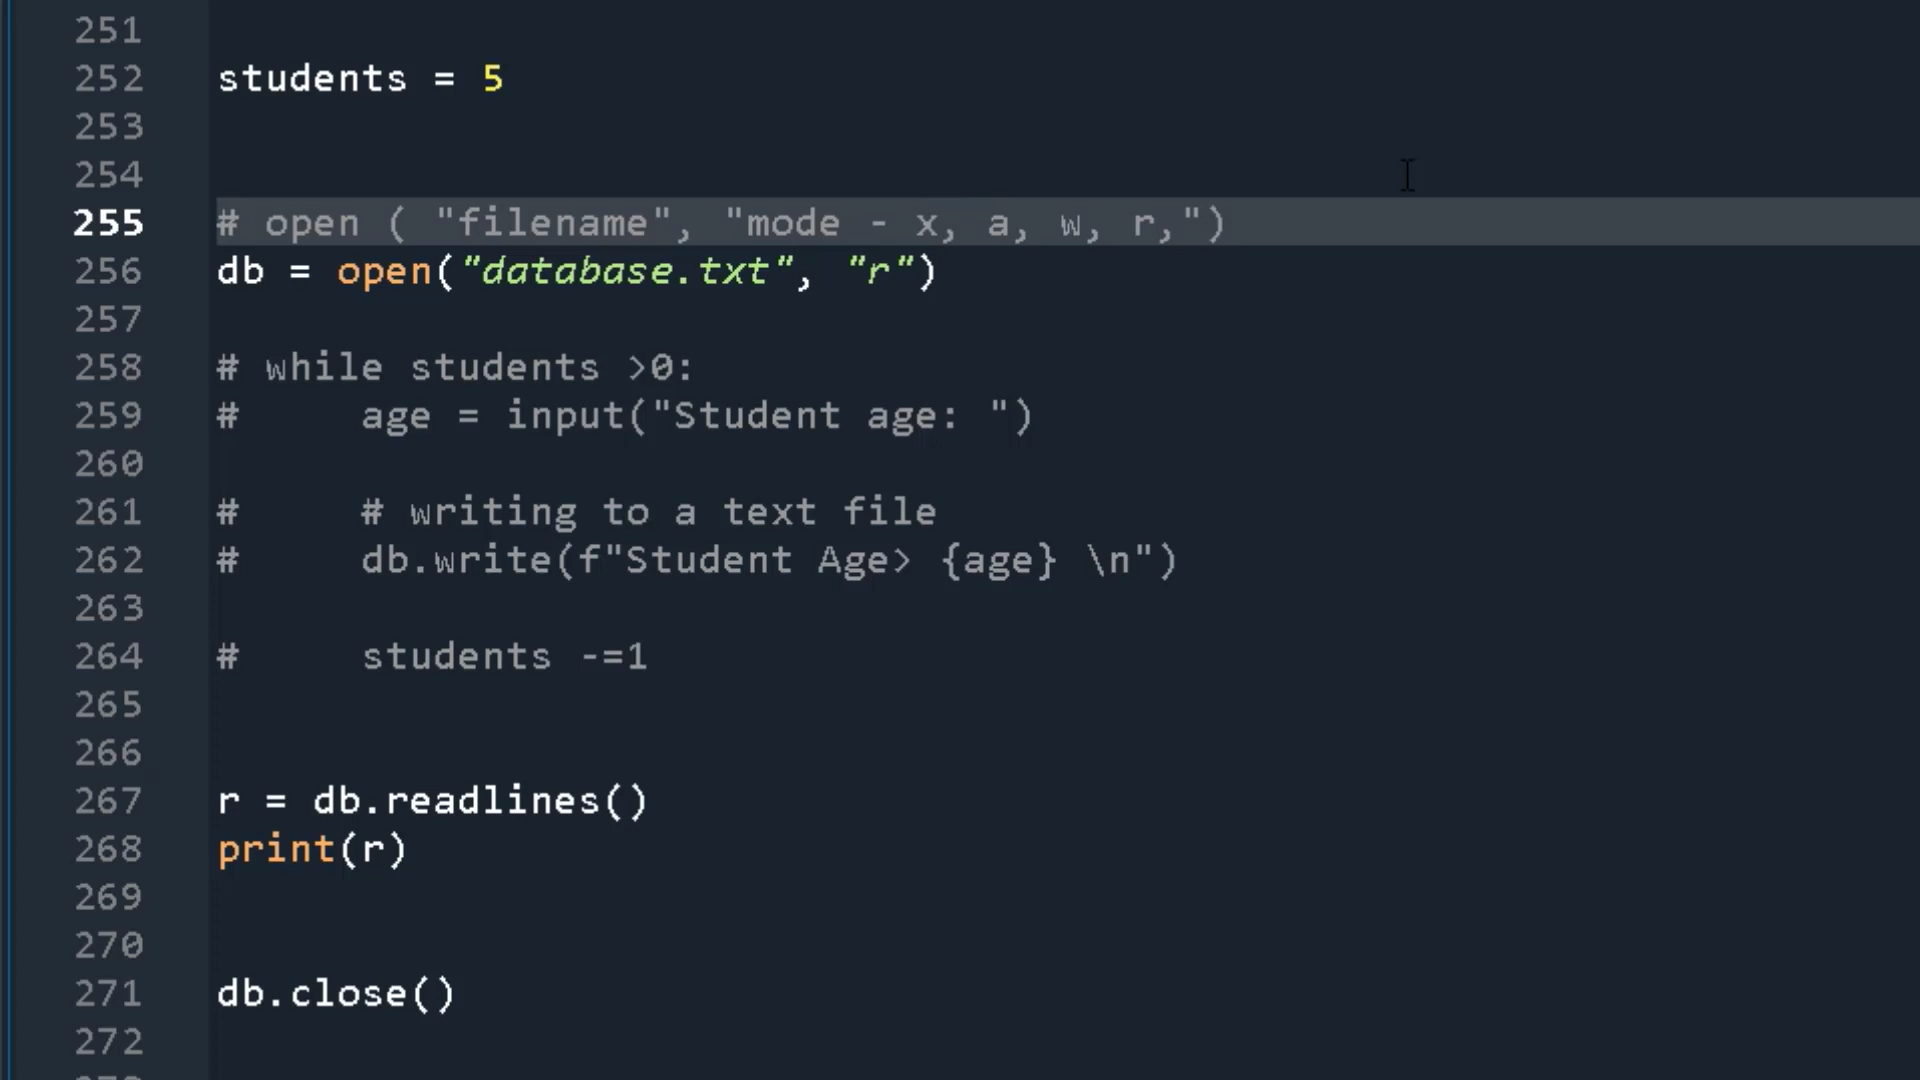 251
252 students = 5
253
254
255 # open ( "filename", "mode - x, a, w, r,")
256 db = open("database.txt", "r")
257
258 # while students >0:
259 #     age = input("Student age: ")
260
261 #     # writing to a text file
262 #     db.write(f"Student Age> {age} \n")
263
264 #     students -=1
265
266
267 r = db.readlines()
268 print(r)
269
270
271 db.close()
272